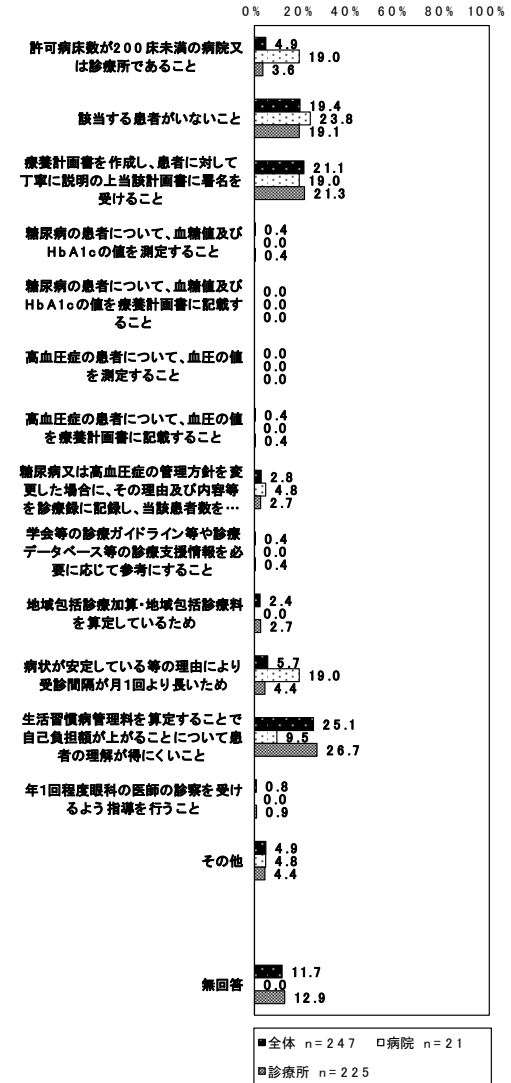 0% 20% 40% 60% 80% 100%
許可病床数が200床未満の病院又
は診療所であること
4.9
19.0
3.6
該当する患者がいないこと
19.4
23.8
19.1
療養計画書を作成し、患者に対して
丁寧に説明の上当該計画書に署名を
受けること
21.1
19.0
21.3
糖尿病の患者について、血糖値及び
HbA1cの値を測定すること
0.4
0.0
0.4
糖尿病の患者について、血糖値及び
HbA1cの値を療養計画書に記載す
ること
0.0
0.0
0.0
高血圧症の患者について、血圧の値
を測定すること
0.0
0.0
0.0
高血圧症の患者について、血圧の値
を療養計画書に記載すること
0.4
0.0
0.4
糖尿病又は高血圧症の管理方針を変
更した場合に、その理由及び内容等
を診療録に記録し、当該患者数を…
2.8
4.8
2.7
学会等の診療ガイドライン等や診療
データベース等の診療支援情報を必
要に応じて参考にすること
0.4
0.0
0.4
地域包括診療加算・地域包括診療料
を算定しているため
2.4
0.0
2.7
病状が安定している等の理由により
受診間隔が月1回より長いため
5.7
19.0
4.4
生活習慣病管理料を算定することで
自己負担額が上がることについて患
者の理解が得にくいこと
25.1
9.5
26.7
年1回程度眼科の医師の診察を受け
るよう指導を行うこと
0.8
0.0
0.9
その他
4.9
4.8
4.4
無回答
11.7
0.0
12.9
全体 n=247 病院 n=21
診療所 n=225